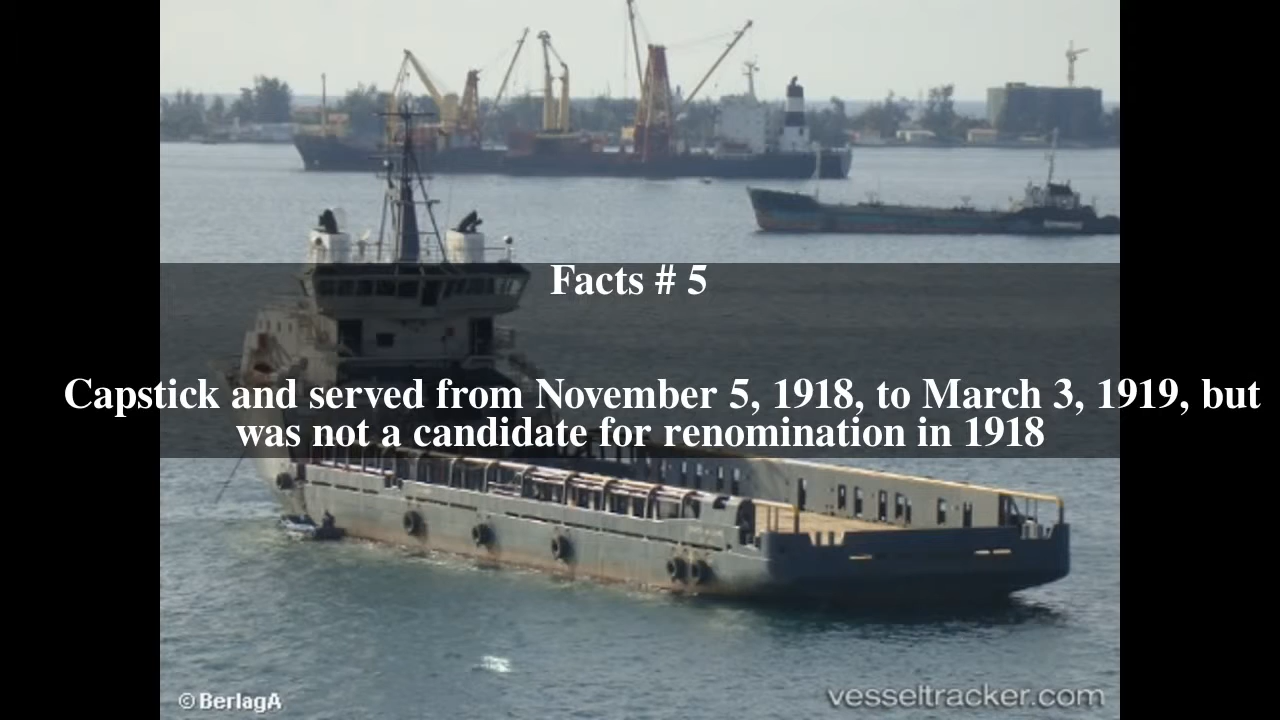 Facts # 5
Capstick and served from November 5, 1918, to March 3, 1919, but
was not a candidate for renomination in 1918
© BerlagA
vesseltracker.com